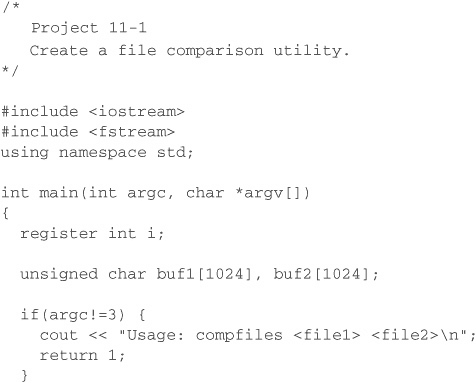 /*
   Project 11-1
   Create a file comparison utility.
*/

#include <iostream>
#include <fstream>
using namespace std;

int main(int argc, char *argv[])
{
  register int i;

  unsigned char buf1[1024], buf2[1024];

  if(argc!=3) {
    cout << "Usage: compfiles <file1> <file2>\n";
    return 1;
  }